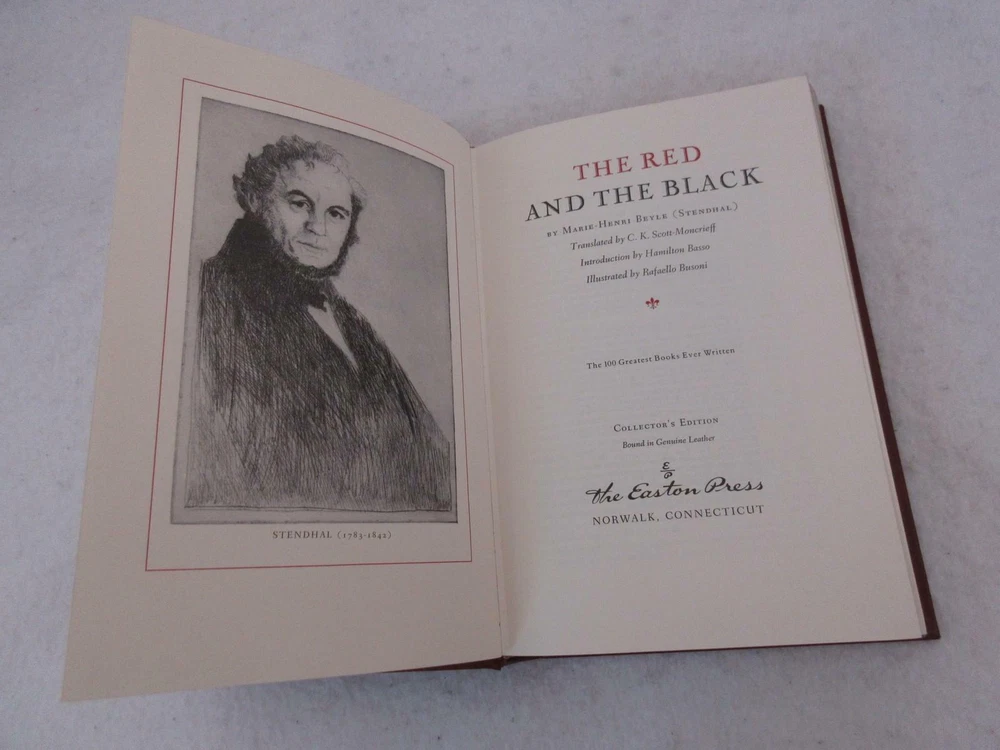 STENDHAL (1783-1842)
THE RED
AND THE BLACK
BY MARIE-HENRI BEYLE (STENDHAL)
Translated by C. K. Scott-Moncrieff
Introduction by Hamilton Basso
Illustrated by Rafaello Busoni
The 100 Greatest Books Ever Written
COLLECTOR'S EDITION
Bound in Genuine Leather
E
P
The Easton Press
NORWALK, CONNECTICUT